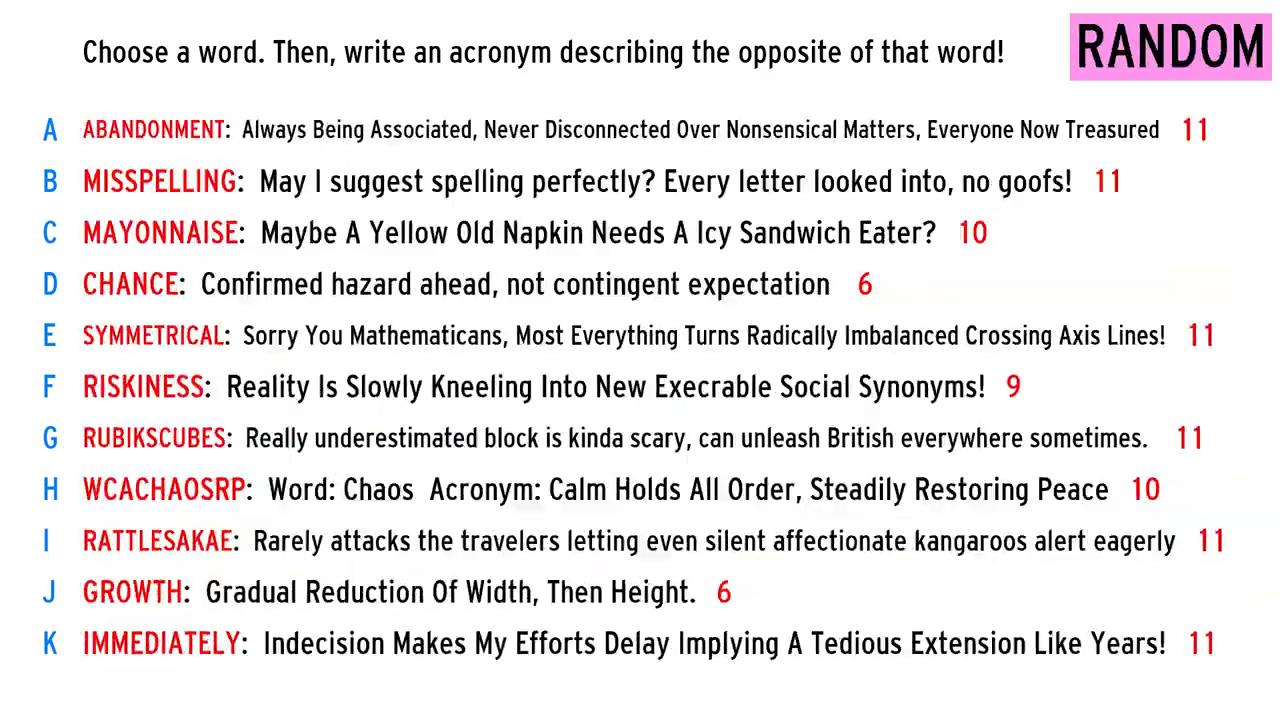 Choose a word. Then, write an acronym describing the opposite of that word!
RANDOM
A ABANDONMENT: Always Being Associated, Never Disconnected Over Nonsensical Matters, Everyone Now Treasured 11
B MISSPELLING: May I suggest spelling perfectly? Every letter looked into, no goofs! 11
C MAYONNAISE: Maybe A Yellow Old Napkin Needs A Icy Sandwich Eater? 10
D CHANCE: Confirmed hazard ahead, not contingent expectation 6
E SYMMETRICAL: Sorry You Mathematicans, Most Everything Turns Radically Imbalanced Crossing Axis Lines! 11
F RISKINESS: Reality Is Slowly Kneeling Into New Execrable Social Synonyms! 9
G RUBIKSCUBES: Really underestimated block is kinda scary, can unleash British everywhere sometimes. 11
H WCACHAOSRP: Word: Chaos Acronym: Calm Holds All Order, Steadily Restoring Peace 10
I RATTLESAKAE: Rarely attacks the travelers letting even silent affectionate kangaroos alert eagerly 11
J GROWTH: Gradual Reduction Of Width, Then Height. 6
K IMMEDIATELY: Indecision Makes My Efforts Delay Implying A Tedious Extension Like Years! 11